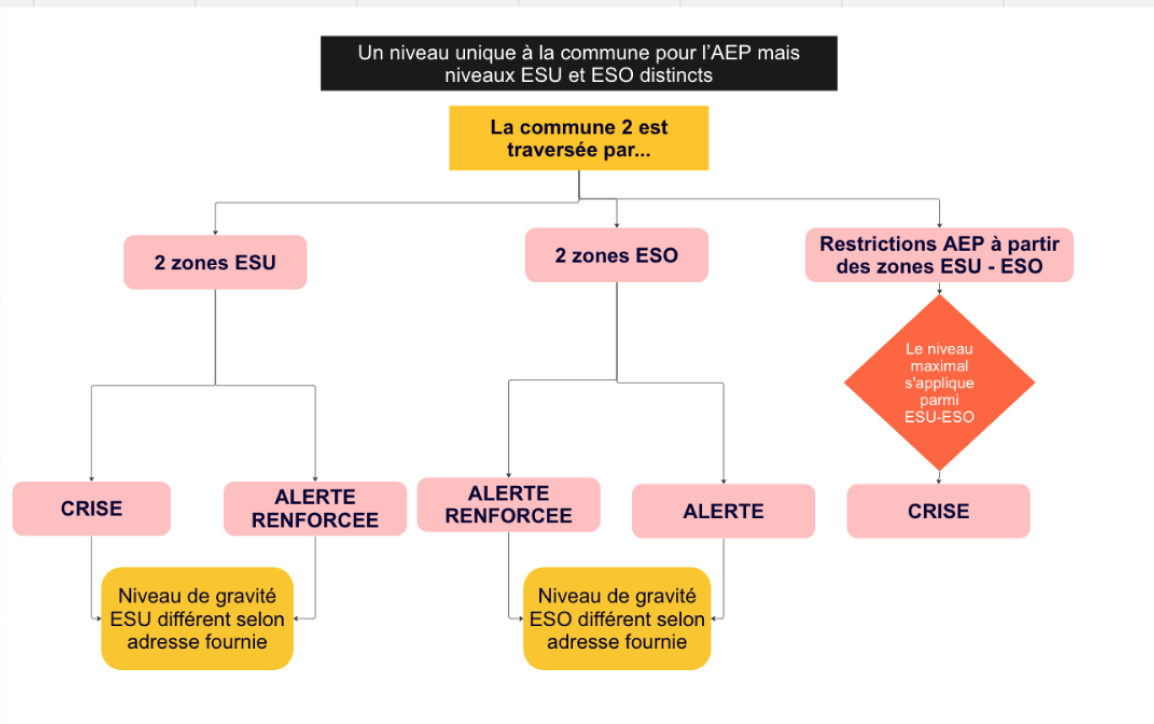 Un niveau unique à la commune pour l'AEP mais
niveaux ESU et ESO distincts
La commune 2 est
traversée par...
2 zones ESU
2 zones ESO
Restrictions AEP à partir
des zones ESU - ESO
Le niveau
maximal
s'applique
parmi
ESU-ESO
CRISE
ALERTE
RENFORCEE
ALERTE
RENFORCEE
ALERTE
CRISE
Niveau de gravité
ESU différent selon
adresse fournie
Niveau de gravité
ESO différent selon
adresse fournie